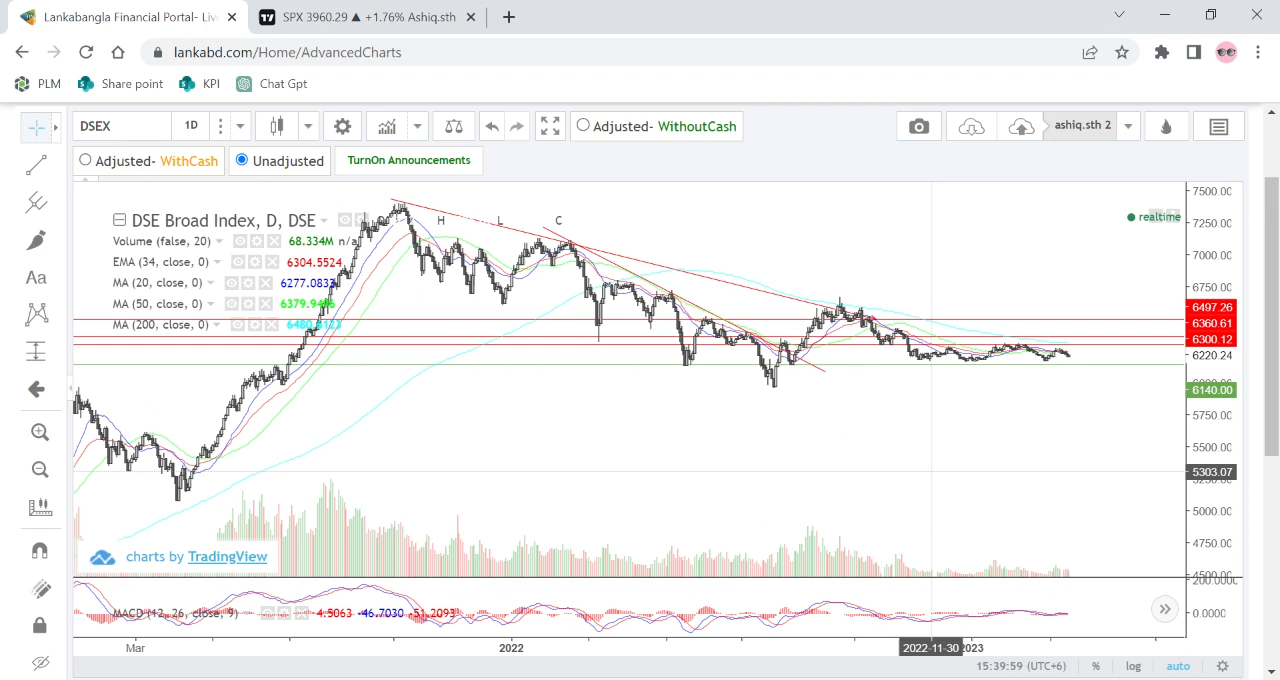 Lankabangla Financial Portal- Liv
SPX 3960.29 ▲ +1.76% Ashiq.sth
lankabd.com/Home/AdvancedCharts
PLM Share point KPI Chat Gpt
DSEX 1D Adjusted- WithoutCash ashiq.sth 2
Adjusted- WithCash Unadjusted TurnOn Announcements
DSE Broad Index, D, DSE H L C
realtime
Volume (false, 20) 68.334M n/a
EMA (34, close, 0) 6304.5524
MA (20, close, 0) 6277.0833
MA (50, close, 0)
MA (200, close, 0)
Aa
7500.00
7250.00
7000.00
6750.00
6497.26
6360.61
6300.12
6220.24
6140.00
5750.00
5500.00
5303.07
5000.00
4750.00
charts by TradingView
200.0000
0.0000
MACD (12, 26, close, 9) -4.5063 -46.7030 -51.2093
Mar 2022 2022-11-30 2023
15:39:59 (UTC+6) % log auto